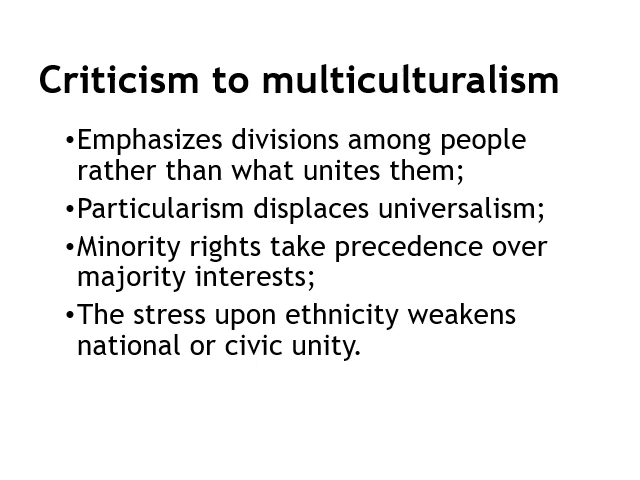 Criticism to multiculturalism
•Emphasizes divisions among people
rather than what unites them;
•Particularism displaces universalism;
•Minority rights take precedence over
majority interests;
•The stress upon ethnicity weakens
national or civic unity.